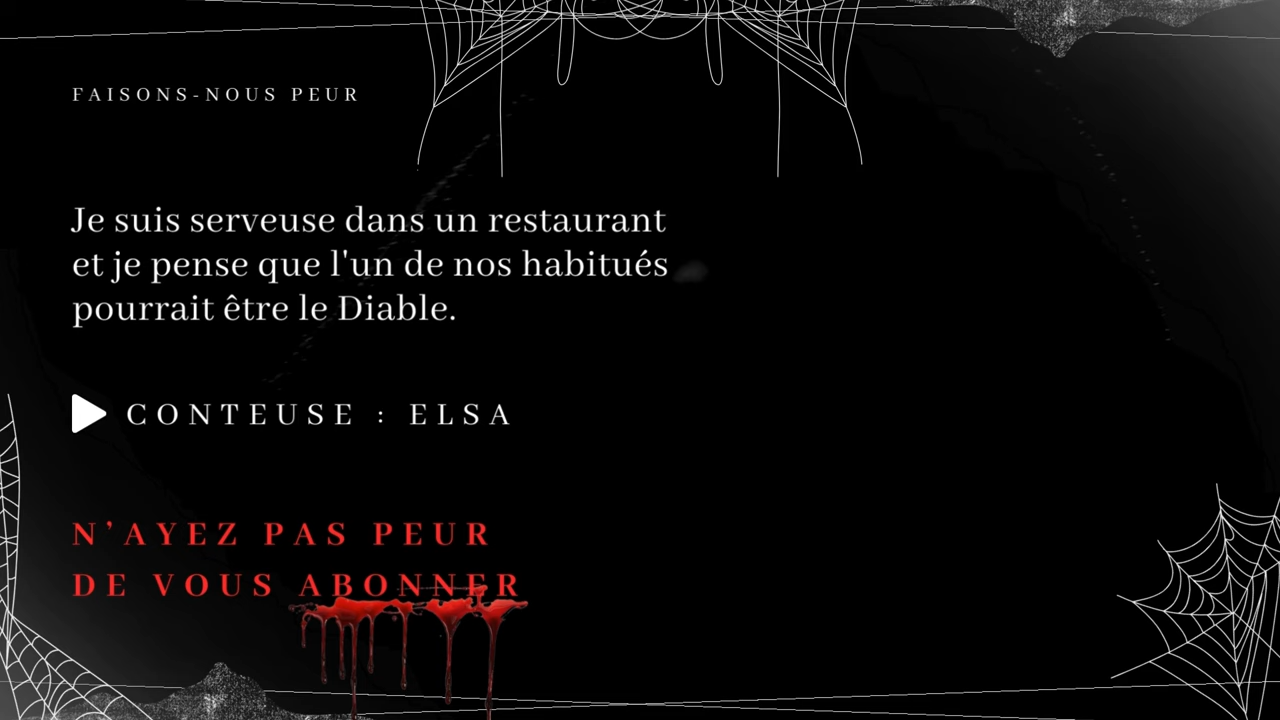 FAISONS-NOUS PEUR
Je suis serveuse dans un restaurant
et je pense que l'un de nos habitués
pourrait être le Diable.
CONTEUSE : ELSA
N’AYEZ PAS PEUR
DE VOUS ABONNER